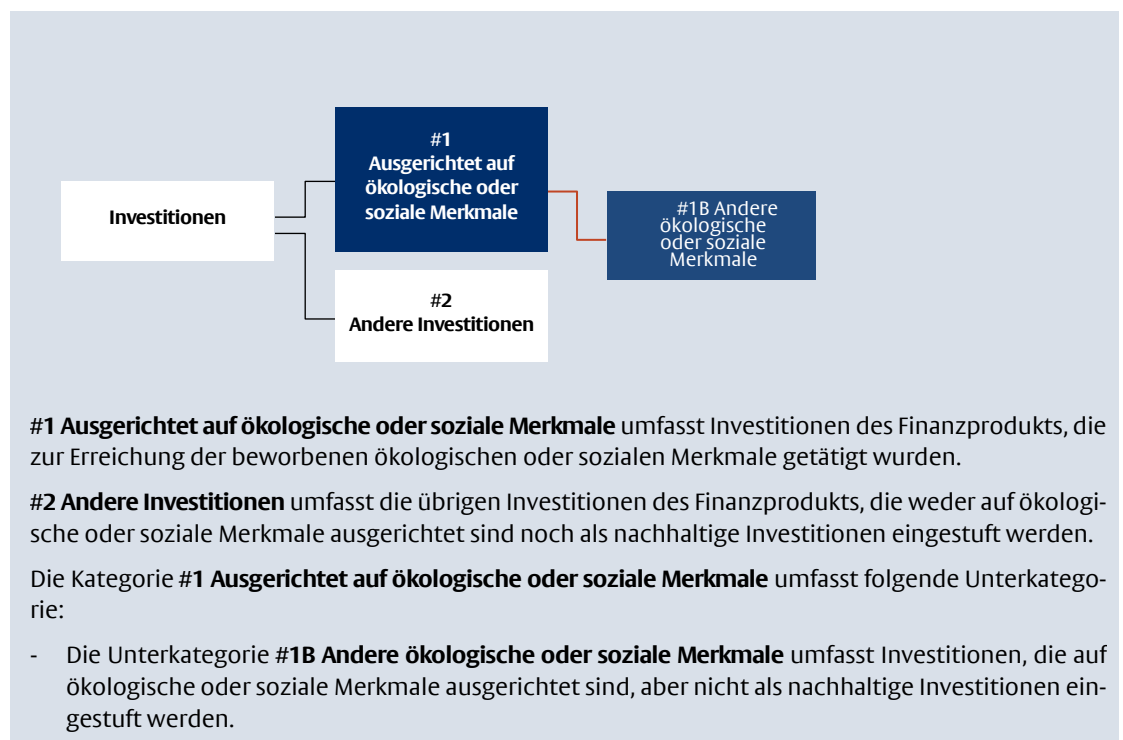 #1
Ausgerichtet auf
ökologische oder
soziale Merkmale
Investitionen
#1B Andere
ökologische
oder soziale
Merkmale
#2
Andere Investitionen
#1 Ausgerichtet auf ökologische oder soziale Merkmale umfasst Investitionen des Finanzprodukts, die
zur Erreichung der beworbenen ökologischen oder sozialen Merkmale getätigt wurden.
#2 Andere Investitionen umfasst die übrigen Investitionen des Finanzprodukts, die weder auf ökologi-
sche oder soziale Merkmale ausgerichtet sind noch als nachhaltige Investitionen eingestuft werden.
Die Kategorie #1 Ausgerichtet auf ökologische oder soziale Merkmale umfasst folgende Unterkatego-
rie:
- Die Unterkategorie #1B Andere ökologische oder soziale Merkmale umfasst Investitionen, die auf
ökologische oder soziale Merkmale ausgerichtet sind, aber nicht als nachhaltige Investitionen ein-
gestuft werden.